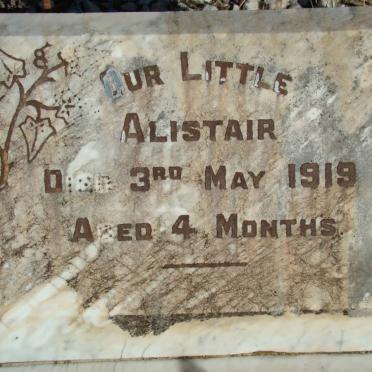 Our Little
Alistair
Died 3rd May 1919
Aged 4 Months